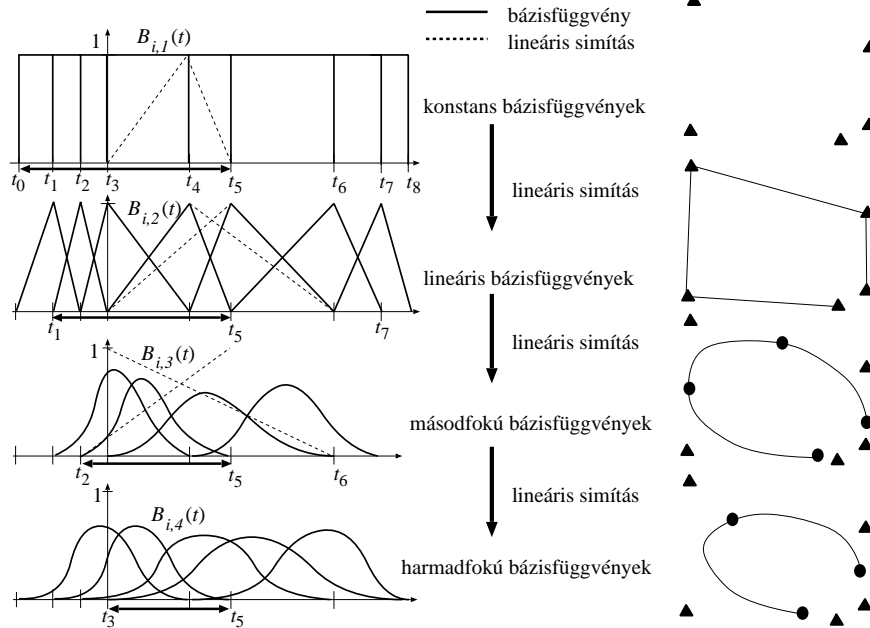 bázisfüggvény
lineáris simítás
1
B_{i,1}(t)
konstans bázisfüggvények
t_0 t_1 t_2 t_3 t_4 t_5 t_6 t_7 t_8
lineáris simítás
B_{i,2}(t)
lineáris bázisfüggvények
t_1 t_5 t_7
lineáris simítás
1
B_{i,3}(t)
másodfokú bázisfüggvények
t_2 t_5 t_6
lineáris simítás
1
B_{i,4}(t)
harmadfokú bázisfüggvények
t_3 t_5